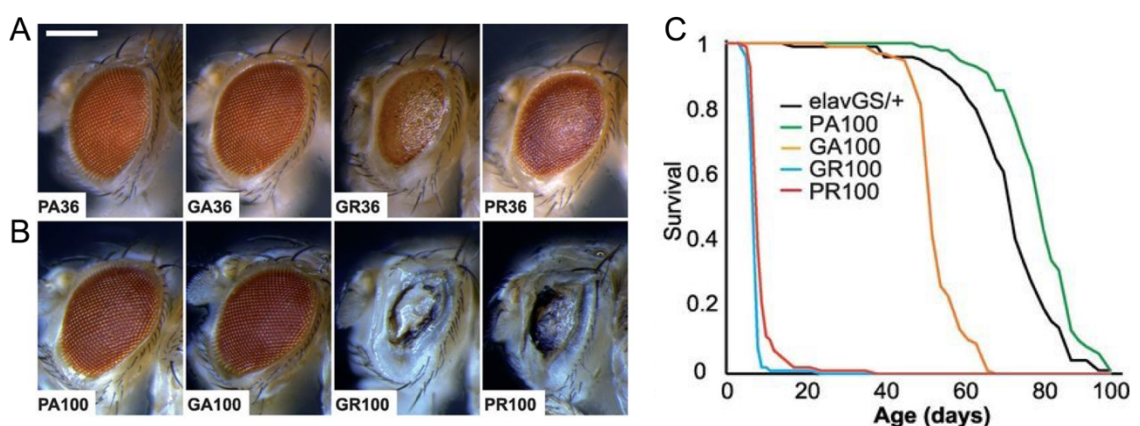 A
PA36 GA36 GR36 PR36
B
PA100 GA100 GR100 PR100
C
Survival
1
0.8
0.6
0.4
0.2
0
elavGS/+
PA100
GA100
GR100
PR100
0 20 40 60 80 100
Age (days)